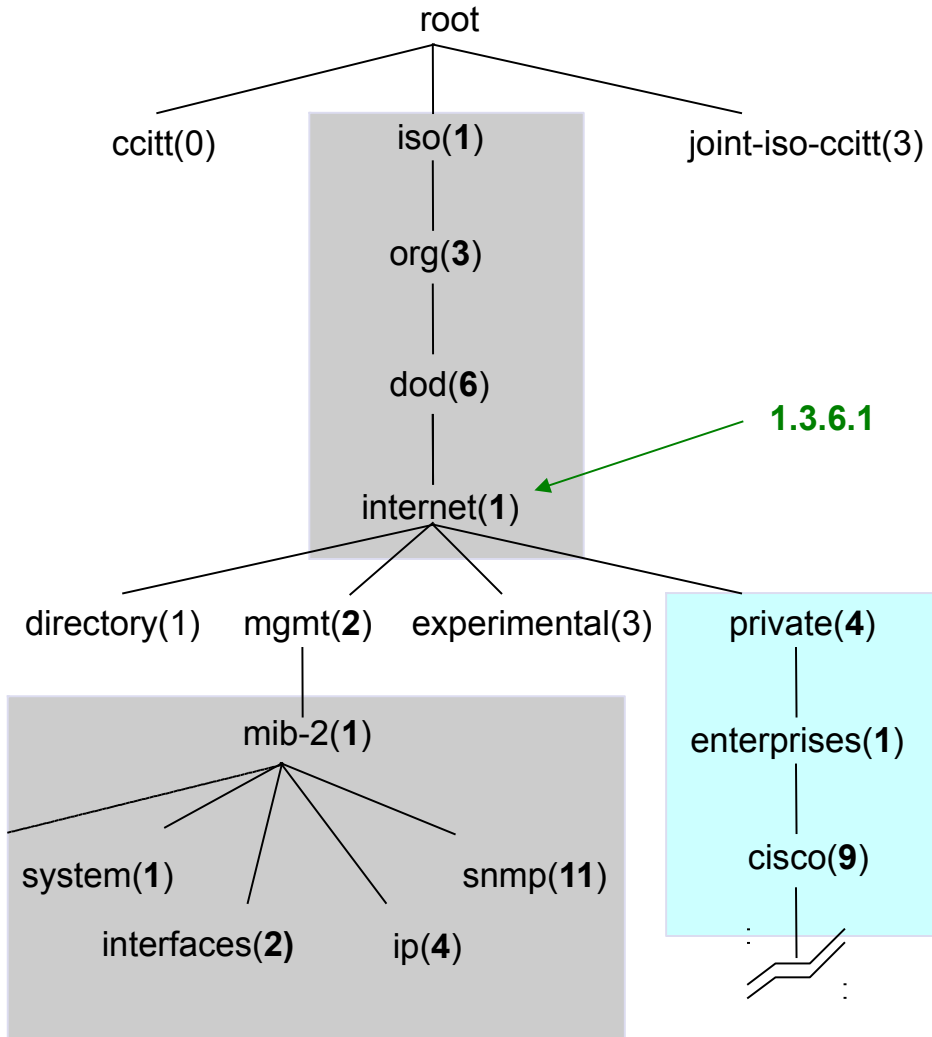 root
ccitt(0) iso(1) joint-iso-ccitt(3)
org(3)
dod(6)
1.3.6.1
internet(1)
directory(1) mgmt(2) experimental(3) private(4)
mib-2(1) enterprises(1)
system(1) snmp(11) cisco(9)
interfaces(2) ip(4)